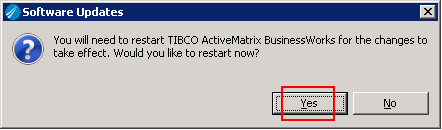 Software Updates
You will need to restart TIBCO ActiveMatrix BusinessWorks for the changes to
take effect. Would you like to restart now?
Yes
No